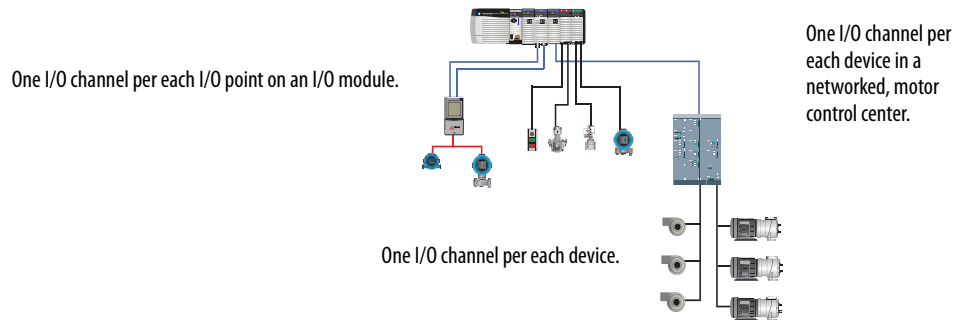 One I/O channel per each I/O point on an I/O module.
One I/O channel per
each device in a
networked, motor
control center.
One I/O channel per each device.